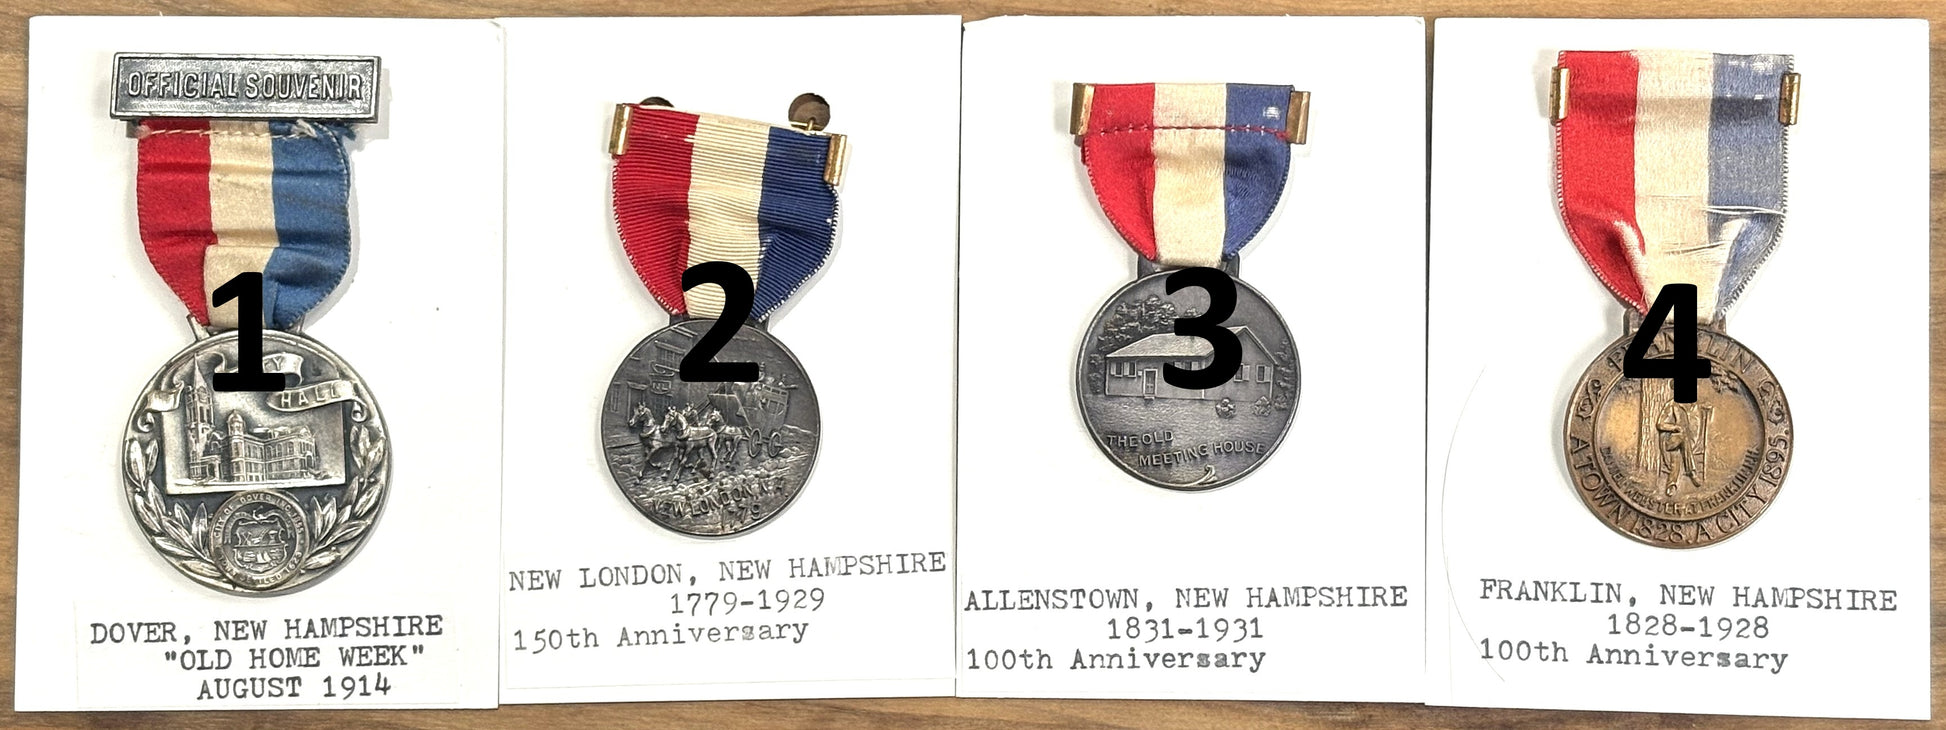 OFFICIAL SOUVENIR
1
HALL
DOVER, NEW HAMPSHIRE
"OLD HOME WEEK"
AUGUST 1914
2
NEW LONDON, N.H.
1779
NEW LONDON, NEW HAMPSHIRE
1779-1929
150th Anniversary
3
THE OLD
MEETING HOUSE
ALLENSTOWN, NEW HAMPSHIRE
1831-1931
100th Anniversary
4
A TOWN 1828. A CITY 1895.
FRANKLIN, NEW HAMPSHIRE
1828-1928
100th Anniversary